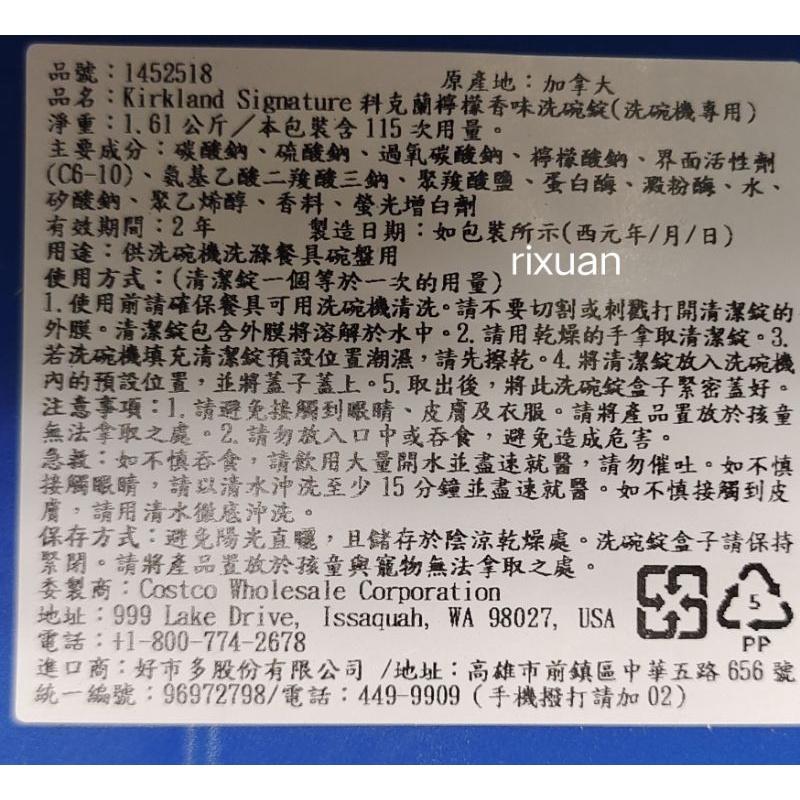 品號：1452518 原產地：加拿大
品名：Kirkland Signature 科克蘭檸檬香味洗碗錠(洗碗機專用)
淨重：1.61公斤／本包裝含115次用量。
主要成分：碳酸鈉、硫酸鈉、過氧碳酸鈉、檸檬酸鈉、界面活性劑
(C6-10)、氨基乙酸二羧酸三鈉、聚羧酸鹽、蛋白酶、澱粉酶、水、
矽酸鈉、聚乙烯醇、香料、螢光增白劑
有效期間：2年 製造日期：如包裝所示(西元年/月/日)
用途：供洗碗機洗滌餐具碗盤用
rixuan
使用方式：(清潔錠一個等於一次的用量)
1.使用前請確保餐具可用洗碗機清洗。請不要切割或刺戳打開清潔錠的
外膜。清潔錠包含外膜將溶解於水中。2.請用乾燥的手拿取清潔錠。3.
若洗碗機填充清潔錠預設位置潮濕，請先擦乾。4.將清潔錠放入洗碗機
內的預設位置，並將蓋子蓋上。5.取出後，將此洗碗錠盒子緊密蓋好。
注意事項：1.請避免接觸到眼睛、皮膚及衣服。請將產品置放於孩童
無法拿取之處。2.請勿放入口中或吞食，避免造成危害。
急救：如不慎吞食，請飲用大量開水並盡速就醫，請勿催吐。如不慎
接觸眼睛，請以清水沖洗至少15分鐘並盡速就醫。如不慎接觸到皮
膚，請用清水徹底沖洗。
保存方式：避免陽光直曬，且儲存於陰涼乾燥處。洗碗錠盒子請保持
緊閉。請將產品置放於孩童與寵物無法拿取之處。
委製商：Costco Wholesale Corporation
地址：999 Lake Drive, Issaquah, WA 98027, USA
電話：+1-800-774-2678
5
PP
進口商：好市多股份有限公司 /地址：高雄市前鎮區中華五路656號
統一編號：96972798/電話：449-9909（手機撥打請加02）